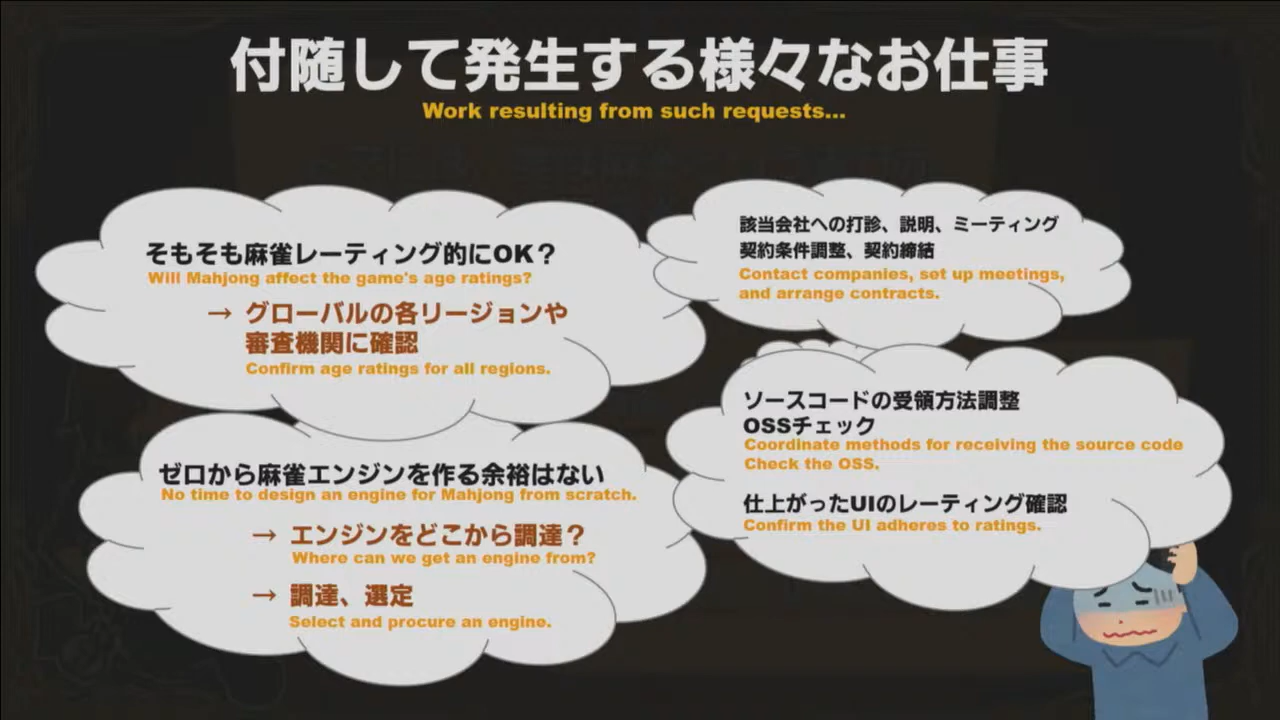 付随して発生する様々なお仕事
Work resulting from such requests...
そもそも麻雀レーティング的にOK？
Will Mahjong affect the game's age ratings?
→ グローバルの各リージョンや
審査機関に確認
Confirm age ratings for all regions.
ゼロから麻雀エンジンを作る余裕はない
No time to design an engine for Mahjong from scratch.
→ エンジンをどこから調達？
Where can we get an engine from?
→ 調達、選定
Select and procure an engine.
該当会社への打診、説明、ミーティング
契約条件調整、契約締結
Contact companies, set up meetings,
and arrange contracts.
ソースコードの受領方法調整
OSSチェック
Coordinate methods for receiving the source code
Check the OSS.
仕上がったUIのレーティング確認
Confirm the UI adheres to ratings.